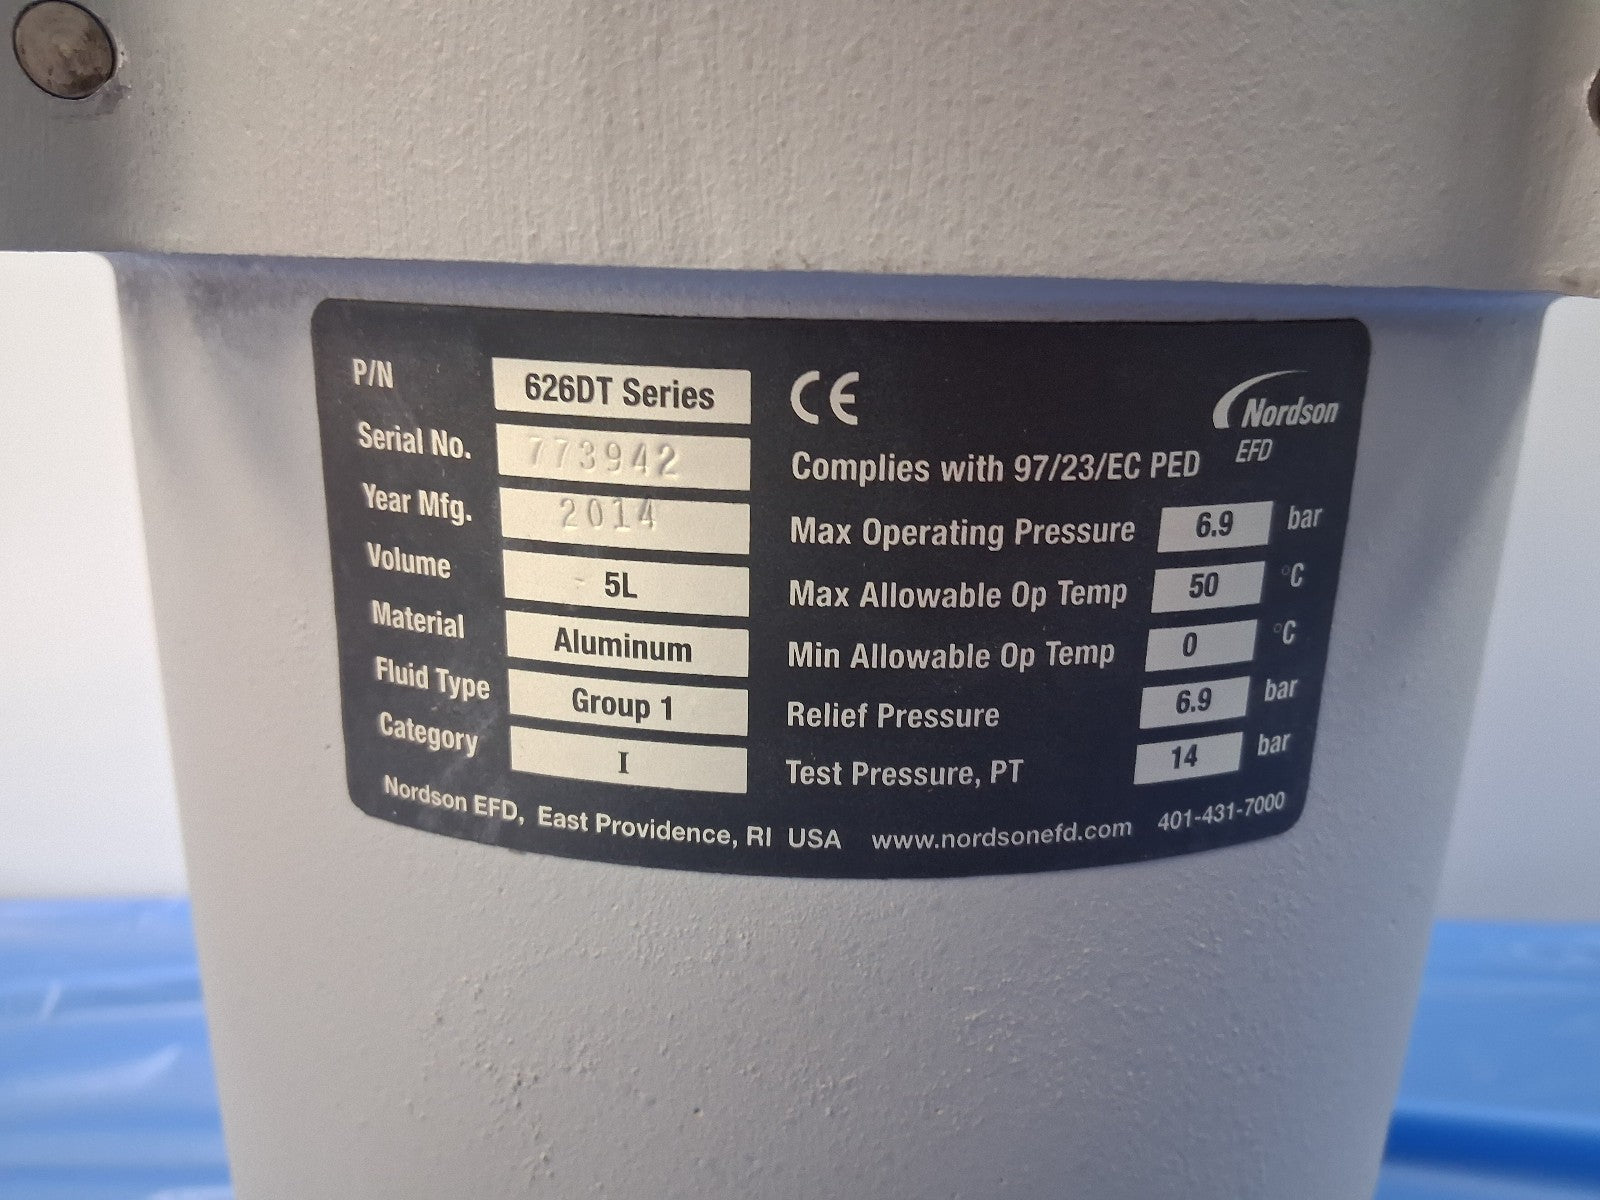 P/N 626DT Series
Serial No. 773942
Year Mfg. 2014
Volume 5L
Material Aluminum
Fluid Type Group 1
Category I
CE
Nordson
EFD
Complies with 97/23/EC PED
Max Operating Pressure 6.9 bar
Max Allowable Op Temp 50 °C
Min Allowable Op Temp 0 °C
Relief Pressure 6.9 bar
Test Pressure, PT 14 bar
Nordson EFD, East Providence, RI USA www.nordsonefd.com 401-431-7000